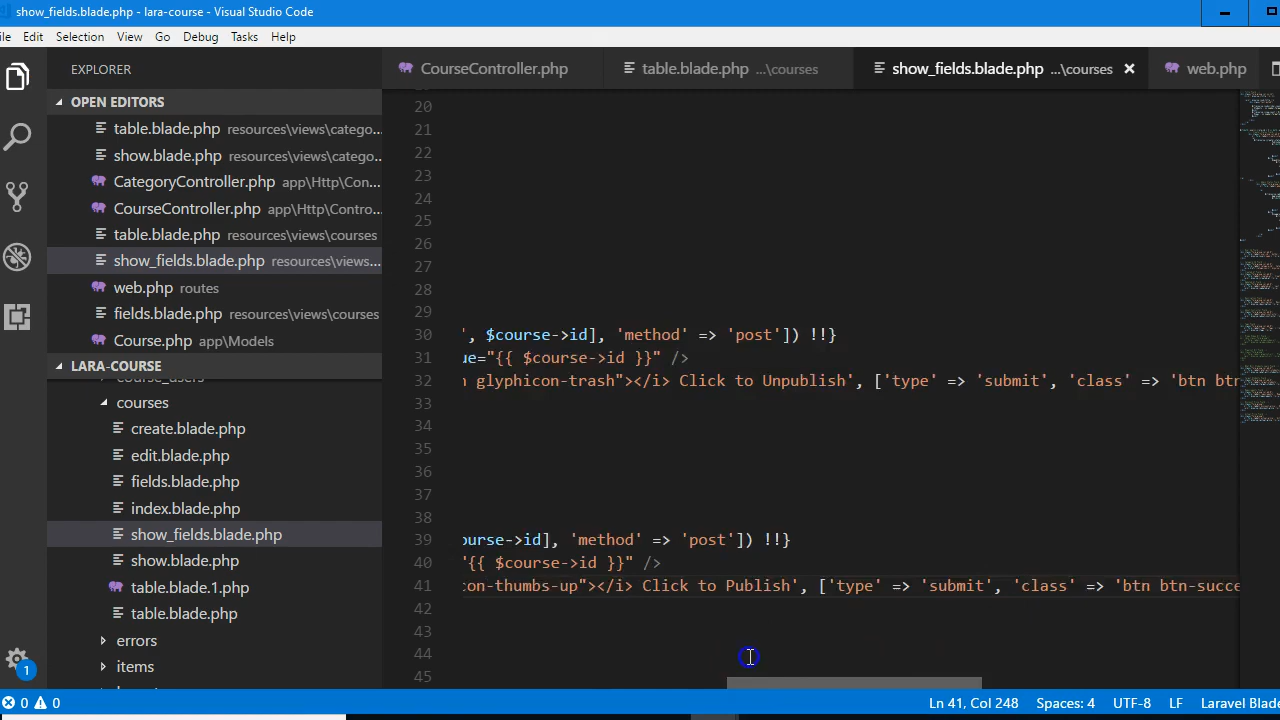 show_fields.blade.php - lara-course - Visual Studio Code
ile Edit Selection View Go Debug Tasks Help
EXPLORER
CourseController.php
table.blade.php ...\courses
show_fields.blade.php ...\courses
web.php
OPEN EDITORS
table.blade.php resources\views\catego...
show.blade.php resources\views\catego...
CategoryController.php app\Http\Con...
CourseController.php app\Http\Contro...
table.blade.php resources\views\courses
show_fields.blade.php resources\views...
web.php routes
fields.blade.php resources\views\courses
Course.php app\Models
LARA-COURSE
course_users
courses
create.blade.php
edit.blade.php
fields.blade.php
index.blade.php
show_fields.blade.php
show.blade.php
table.blade.1.php
table.blade.php
errors
items
20
21
22
23
24
25
26
27
28
29
30 ', $course->id], 'method' => 'post']) !!}
31 ue="{{ $course->id }}" />
32 n glyphicon-trash"></i> Click to Unpublish', ['type' => 'submit', 'class' => 'btn btn
33
34
35
36
37
38
39 ourse->id], 'method' => 'post']) !!}
40 "{{ $course->id }}" />
41 con-thumbs-up"></i> Click to Publish', ['type' => 'submit', 'class' => 'btn btn-succe
42
43
44
45
1
0 0 Ln 41, Col 248 Spaces: 4 UTF-8 LF Laravel Blade